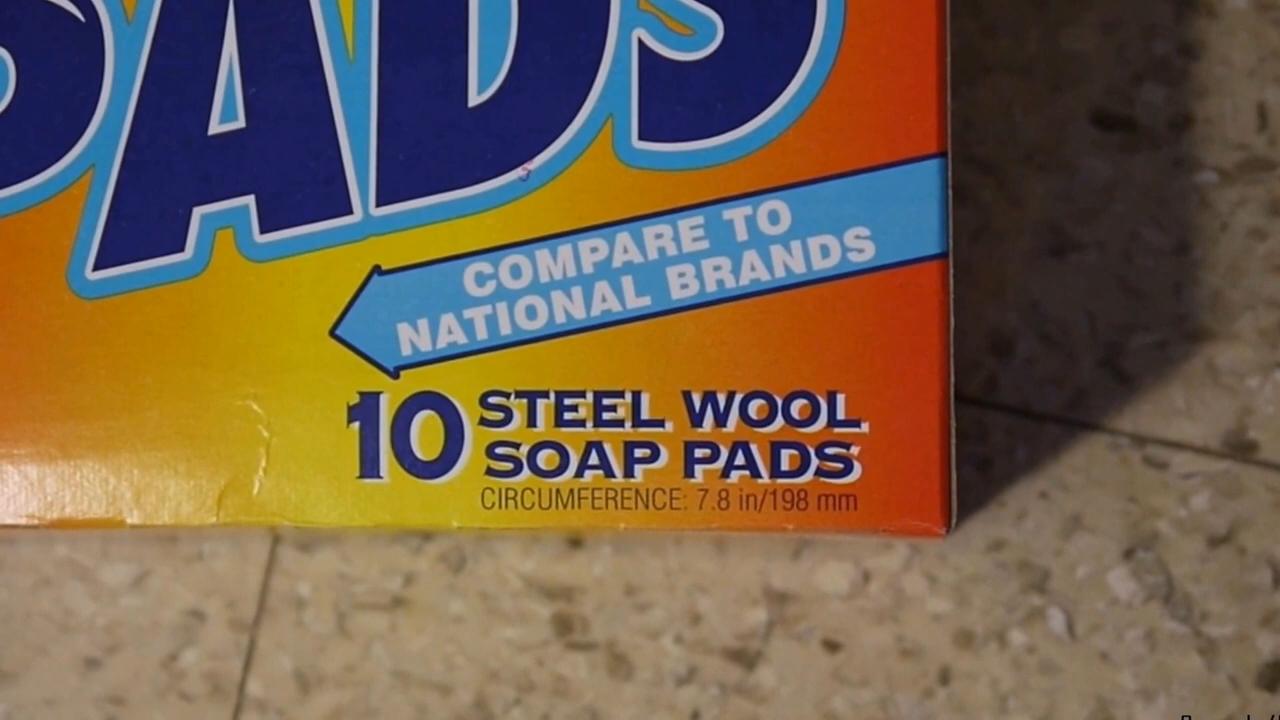 PADS
COMPARE TO
NATIONAL BRANDS
10 STEEL WOOL
SOAP PADS
CIRCUMFERENCE: 7.8 in/198 mm